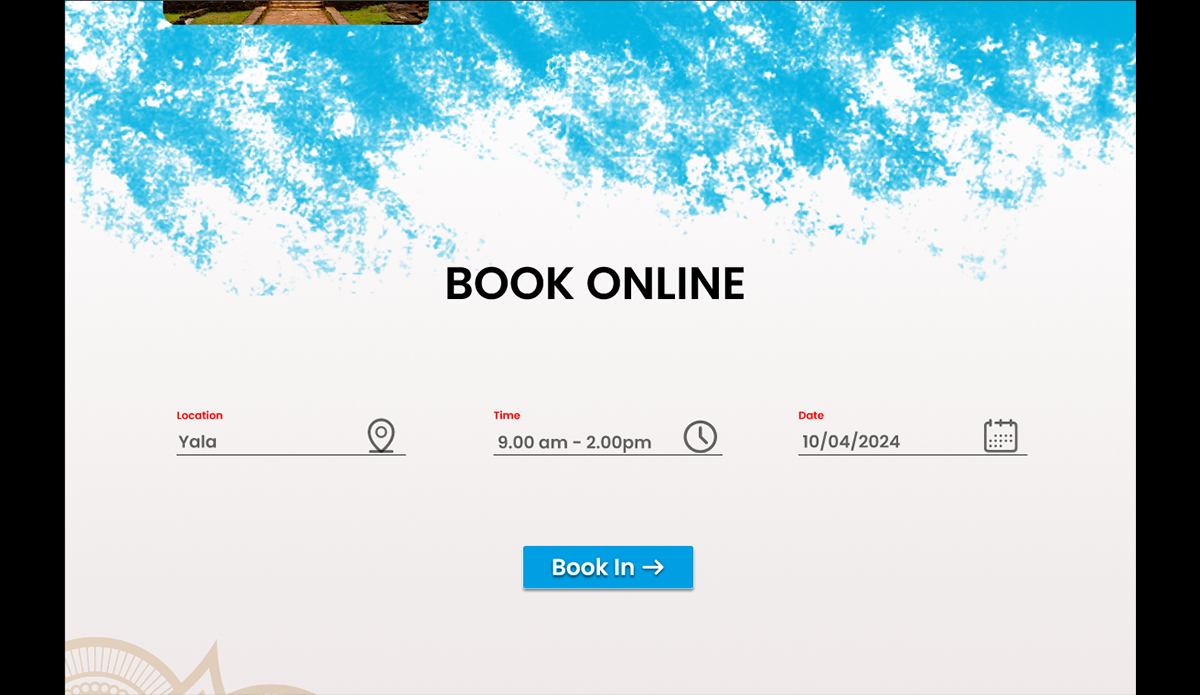 BOOK ONLINE
Location
Yala
Time
9.00 am - 2.00pm
Date
10/04/2024
Book In →